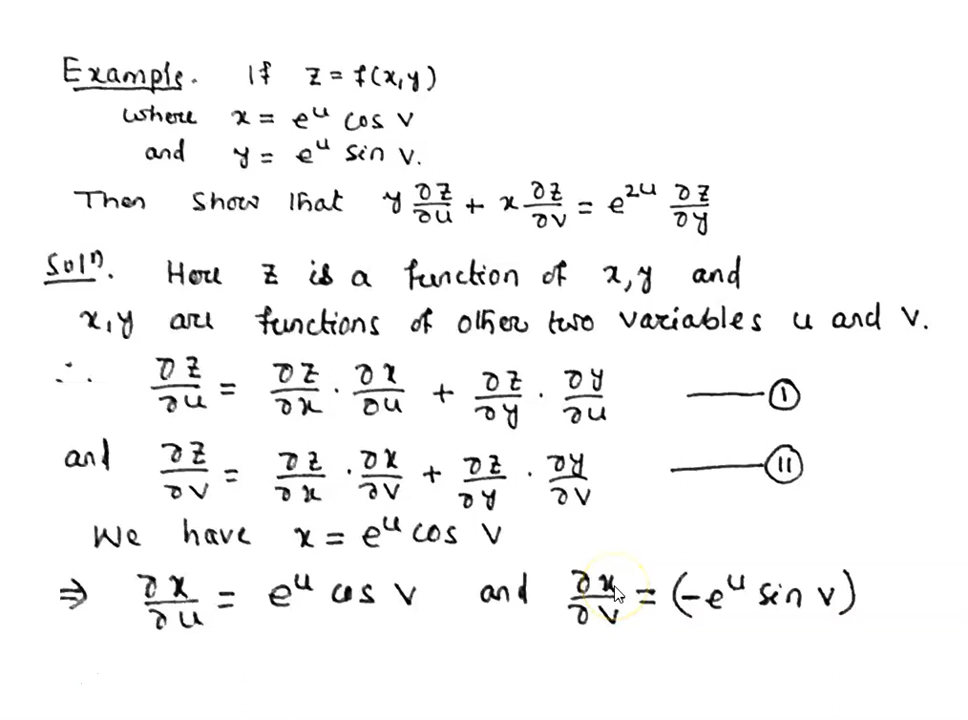 Example. If z = f(x,y)
where x = e^u cos v
and y = e^u sin v.
Then show that y ∂z/∂u + x ∂z/∂v = e^2u ∂z/∂y
Solⁿ. Here z is a function of x,y and
x,y are functions of other two variables u and v.
∴ ∂z/∂u = ∂z/∂x · ∂x/∂u + ∂z/∂y · ∂y/∂u —— (I)
and ∂z/∂v = ∂z/∂x · ∂x/∂v + ∂z/∂y · ∂y/∂v —— (II)
We have x = e^u cos v
⇒ ∂x/∂u = e^u cos v and ∂x/∂v = (-e^u sin v)